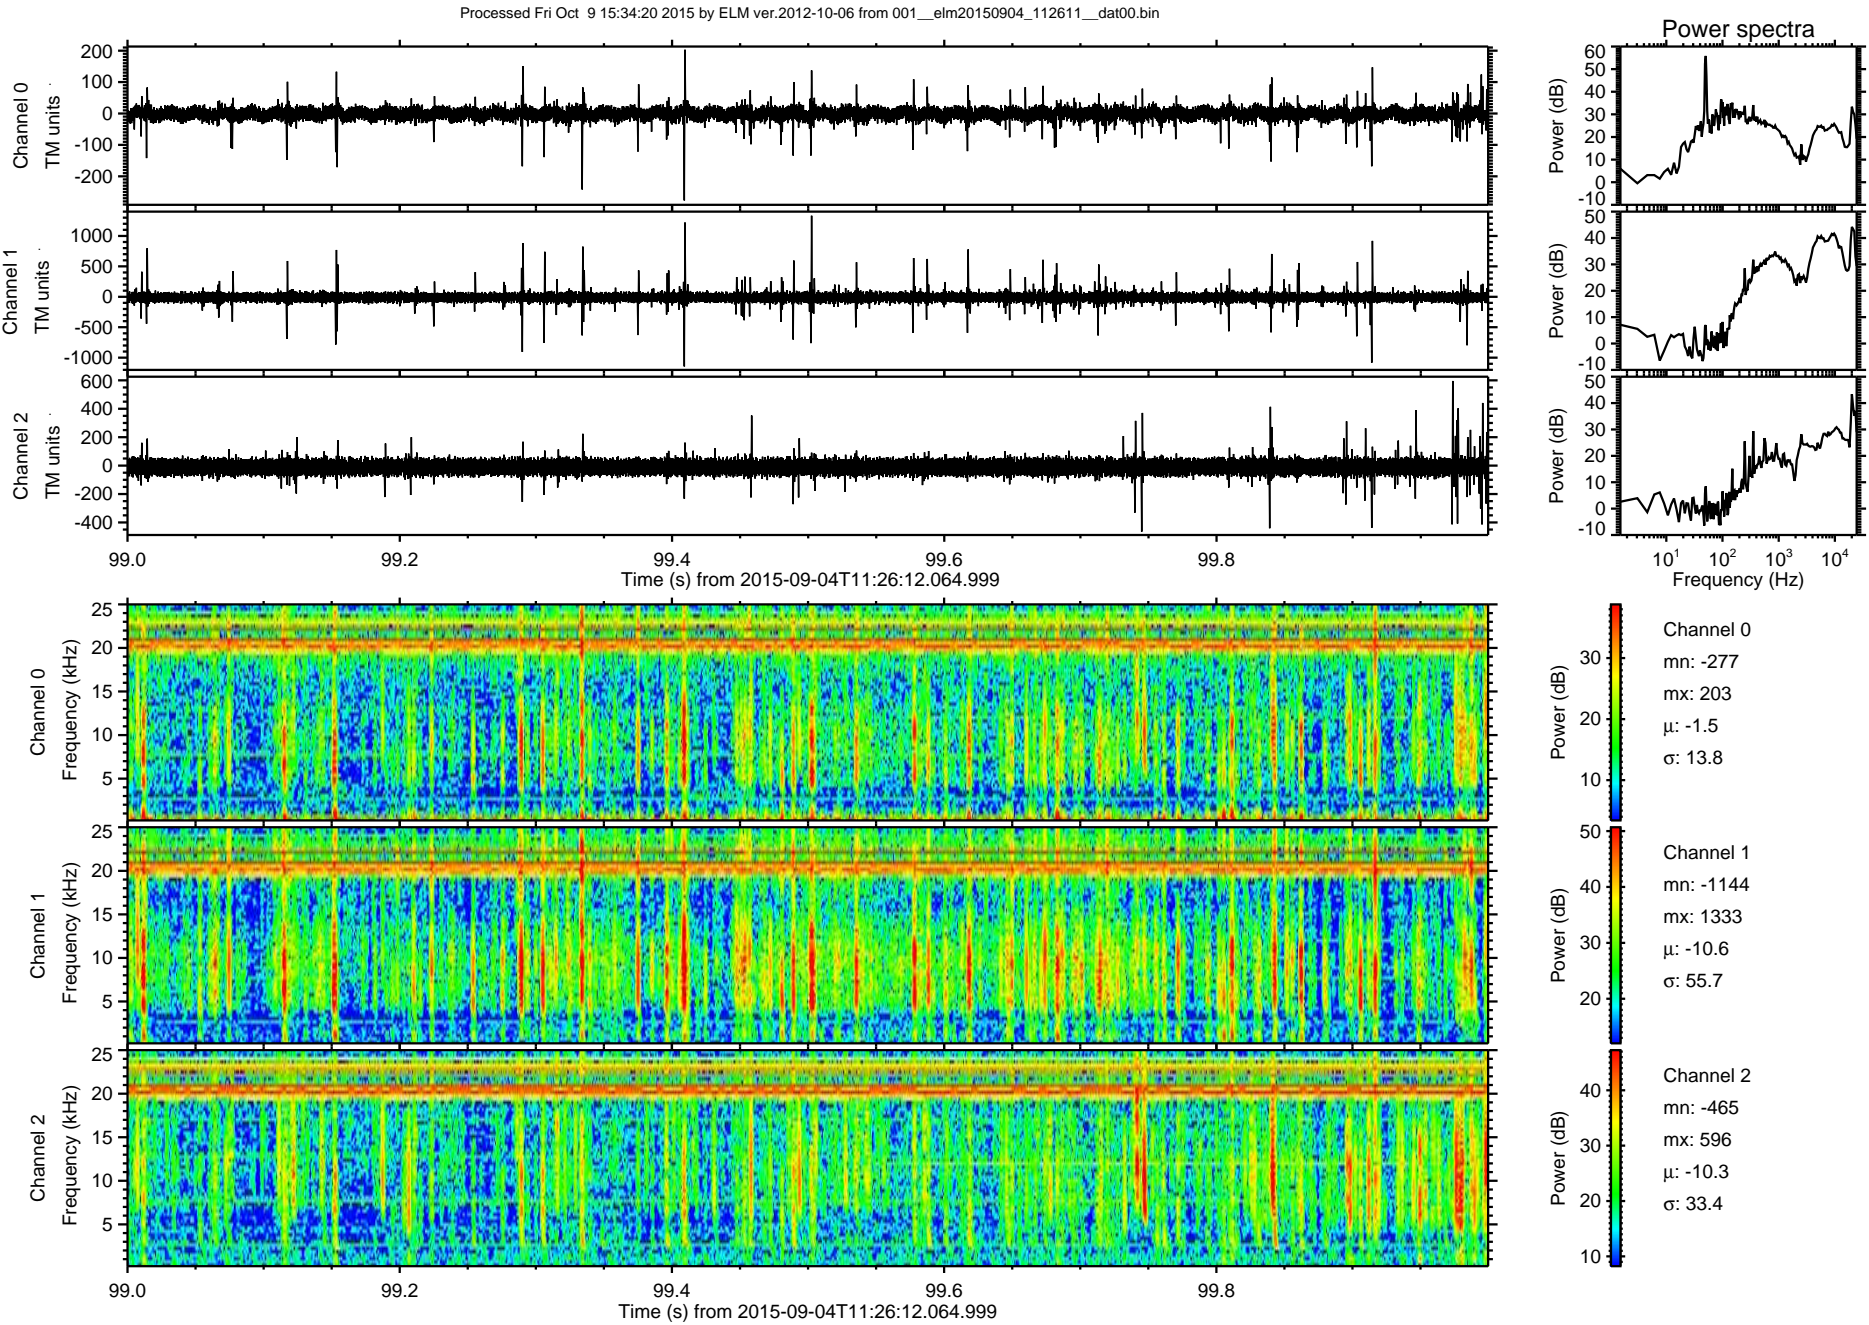 Processed Fri Oct 9 15:34:20 2015 by ELM ver.2012-10-06 from 001__elm20150904_112611__dat00.bin
Power spectra
Channel 0
TM units
200
100
0
-100
-200
Power (dB)
60
50
40
30
20
10
0
-10
Channel 1
TM units
1000
500
0
-500
-1000
Power (dB)
50
40
30
20
10
0
-10
Channel 2
TM units
600
400
200
0
-200
-400
Power (dB)
50
40
30
20
10
0
-10
99.0 99.2 99.4 99.6 99.8
Time (s) from 2015-09-04T11:26:12.064.999
10^1 10^2 10^3 10^4
Frequency (Hz)
Channel 0
Frequency (kHz)
25
20
15
10
5
Power (dB)
30
20
10
Channel 0
mn: -277
mx: 203
μ: -1.5
σ: 13.8
Channel 1
Frequency (kHz)
25
20
15
10
5
Power (dB)
50
40
30
20
Channel 1
mn: -1144
mx: 1333
μ: -10.6
σ: 55.7
Channel 2
Frequency (kHz)
25
20
15
10
5
Power (dB)
40
30
20
10
Channel 2
mn: -465
mx: 596
μ: -10.3
σ: 33.4
99.0 99.2 99.4 99.6 99.8
Time (s) from 2015-09-04T11:26:12.064.999